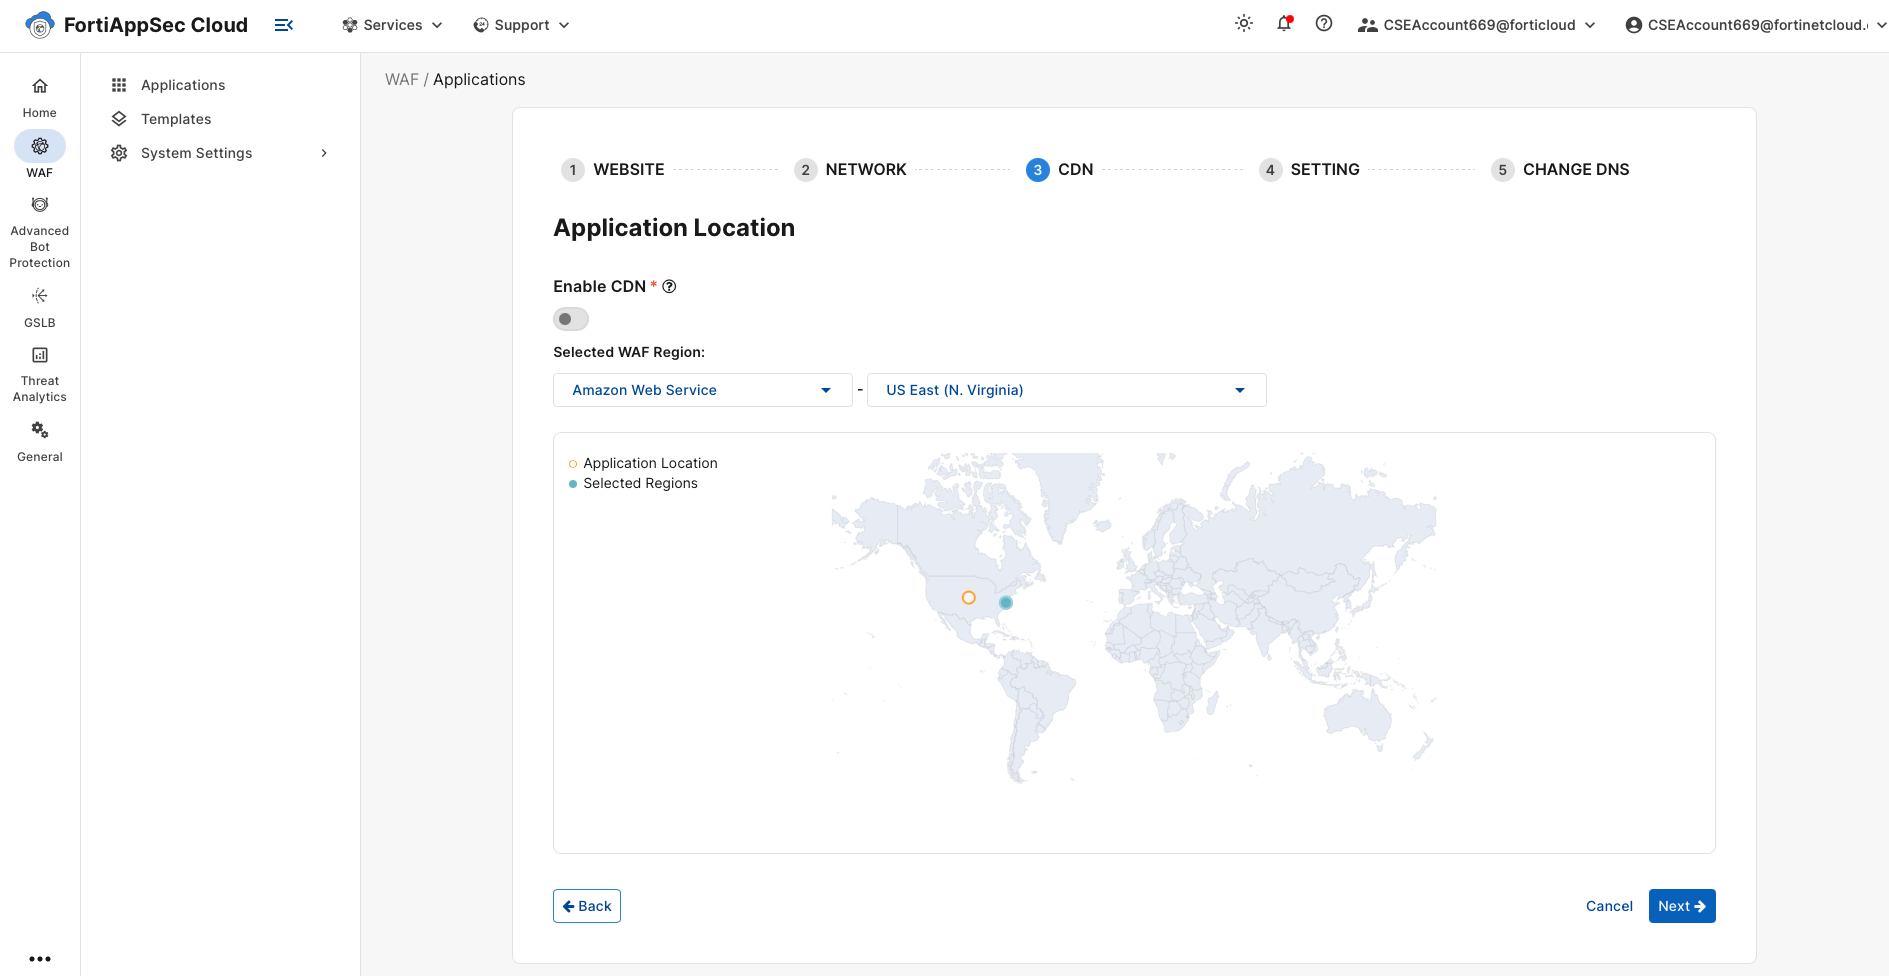 FortiAppSec Cloud
Services
Support
CSEAccount669@forticloud
CSEAccount669@fortinetcloud.
Home
WAF
Advanced
Bot
Protection
GSLB
Threat
Analytics
General
Applications
Templates
System Settings
WAF / Applications
1 WEBSITE
2 NETWORK
3 CDN
4 SETTING
5 CHANGE DNS
Application Location
Enable CDN *
Selected WAF Region:
Amazon Web Service - US East (N. Virginia)
Application Location
Selected Regions
Back
Cancel
Next